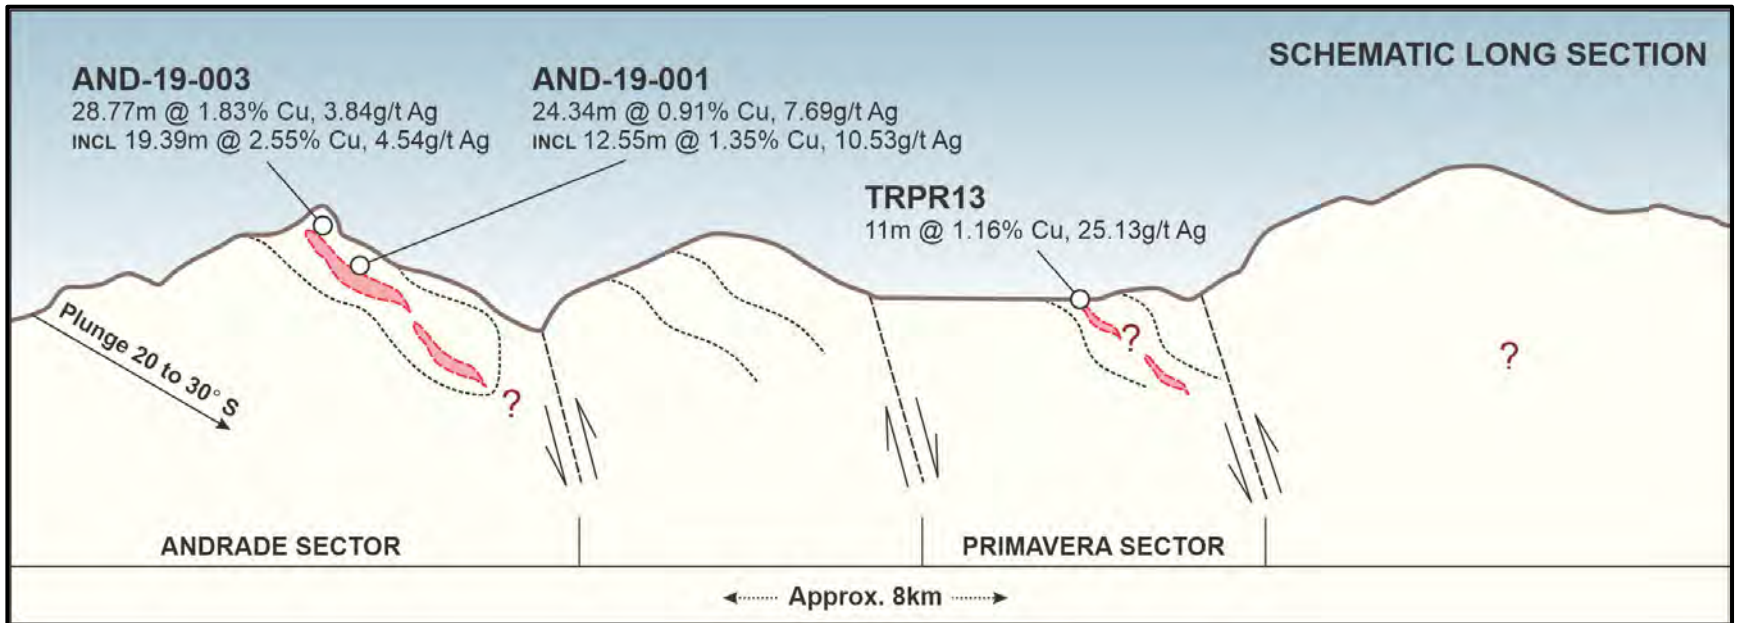 SCHEMATIC LONG SECTION
AND-19-003
28.77m @ 1.83% Cu, 3.84g/t Ag
INCL 19.39m @ 2.55% Cu, 4.54g/t Ag
AND-19-001
24.34m @ 0.91% Cu, 7.69g/t Ag
INCL 12.55m @ 1.35% Cu, 10.53g/t Ag
TRPR13
11m @ 1.16% Cu, 25.13g/t Ag
Plunge 20 to 30° S
?
?
?
ANDRADE SECTOR
PRIMAVERA SECTOR
Approx. 8km